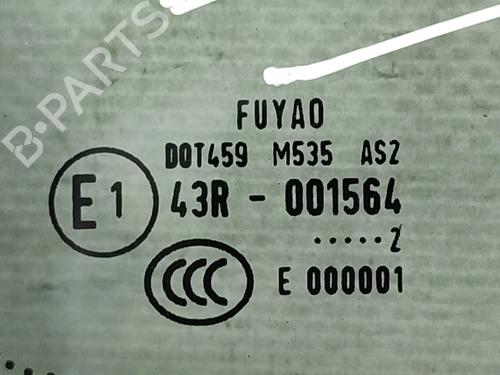 B-PARTS
FUYAO
DOT459 M535 AS2
E1 43R - 001564
.....2
CCC E 000001